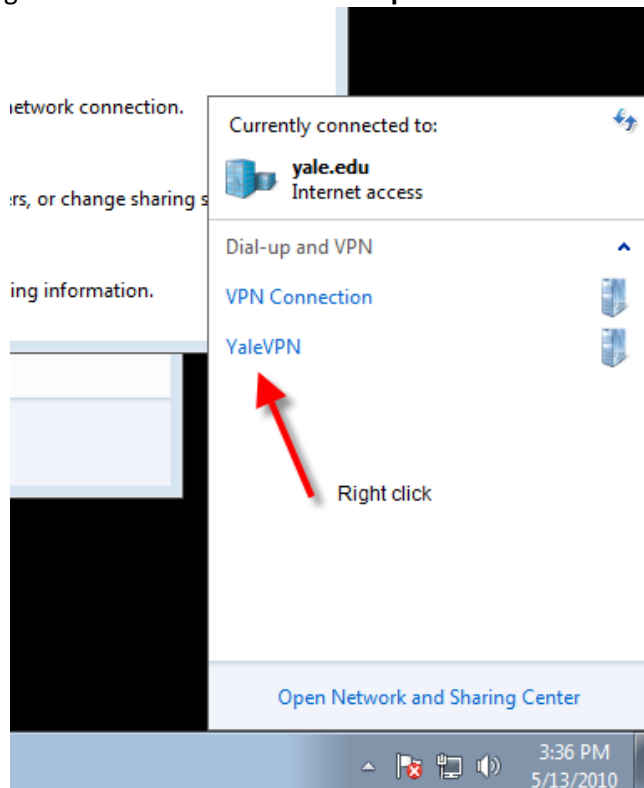 network connection.
Currently connected to:
yale.edu
Internet access
rs, or change sharing s
Dial-up and VPN
ing information.
VPN Connection
YaleVPN
Right click
Open Network and Sharing Center
3:36 PM
5/13/2010